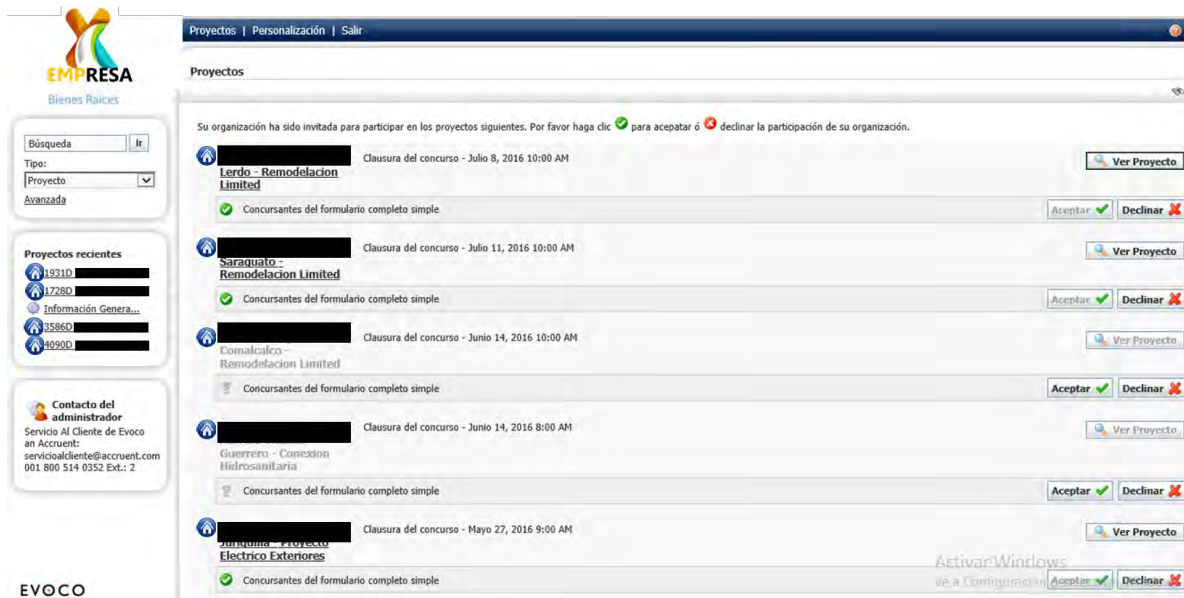 EMPRESA
Bienes Raices
Búsqueda
Ir
Tipo:
Proyecto
Avanzada
Proyectos recientes
1931D
1728D
Información Genera...
3586D
4090D
Contacto del
administrador
Servicio Al Cliente de Evoco
an Accruent:
servicioalcliente@accruent.com
001 800 514 0352 Ext.: 2
EVOCO
Proyectos | Personalización | Salir
Proyectos
Su organización ha sido invitada para participar en los proyectos siguientes. Por favor haga clic para acepatar ó declinar la participación de su organización.
Clausura del concurso - Julio 8, 2016 10:00 AM
Ver Proyecto
Lerdo - Remodelacion
Limited
Concursantes del formulario completo simple
Aceptar Declinar
Clausura del concurso - Julio 11, 2016 10:00 AM
Ver Proyecto
Saraguato -
Remodelacion Limited
Concursantes del formulario completo simple
Aceptar Declinar
Clausura del concurso - Junio 14, 2016 10:00 AM
Ver Proyecto
Comalcalco -
Remodelacion Limited
Concursantes del formulario completo simple
Aceptar Declinar
Clausura del concurso - Junio 14, 2016 8:00 AM
Ver Proyecto
Guerrero - Conexion
Hidrosanitaria
Concursantes del formulario completo simple
Aceptar Declinar
Clausura del concurso - Mayo 27, 2016 9:00 AM
Ver Proyecto
Juriquilla - Proyecto
Electrico Exteriores
Concursantes del formulario completo simple
Aceptar Declinar
Activar Windows
Ve a Configuración